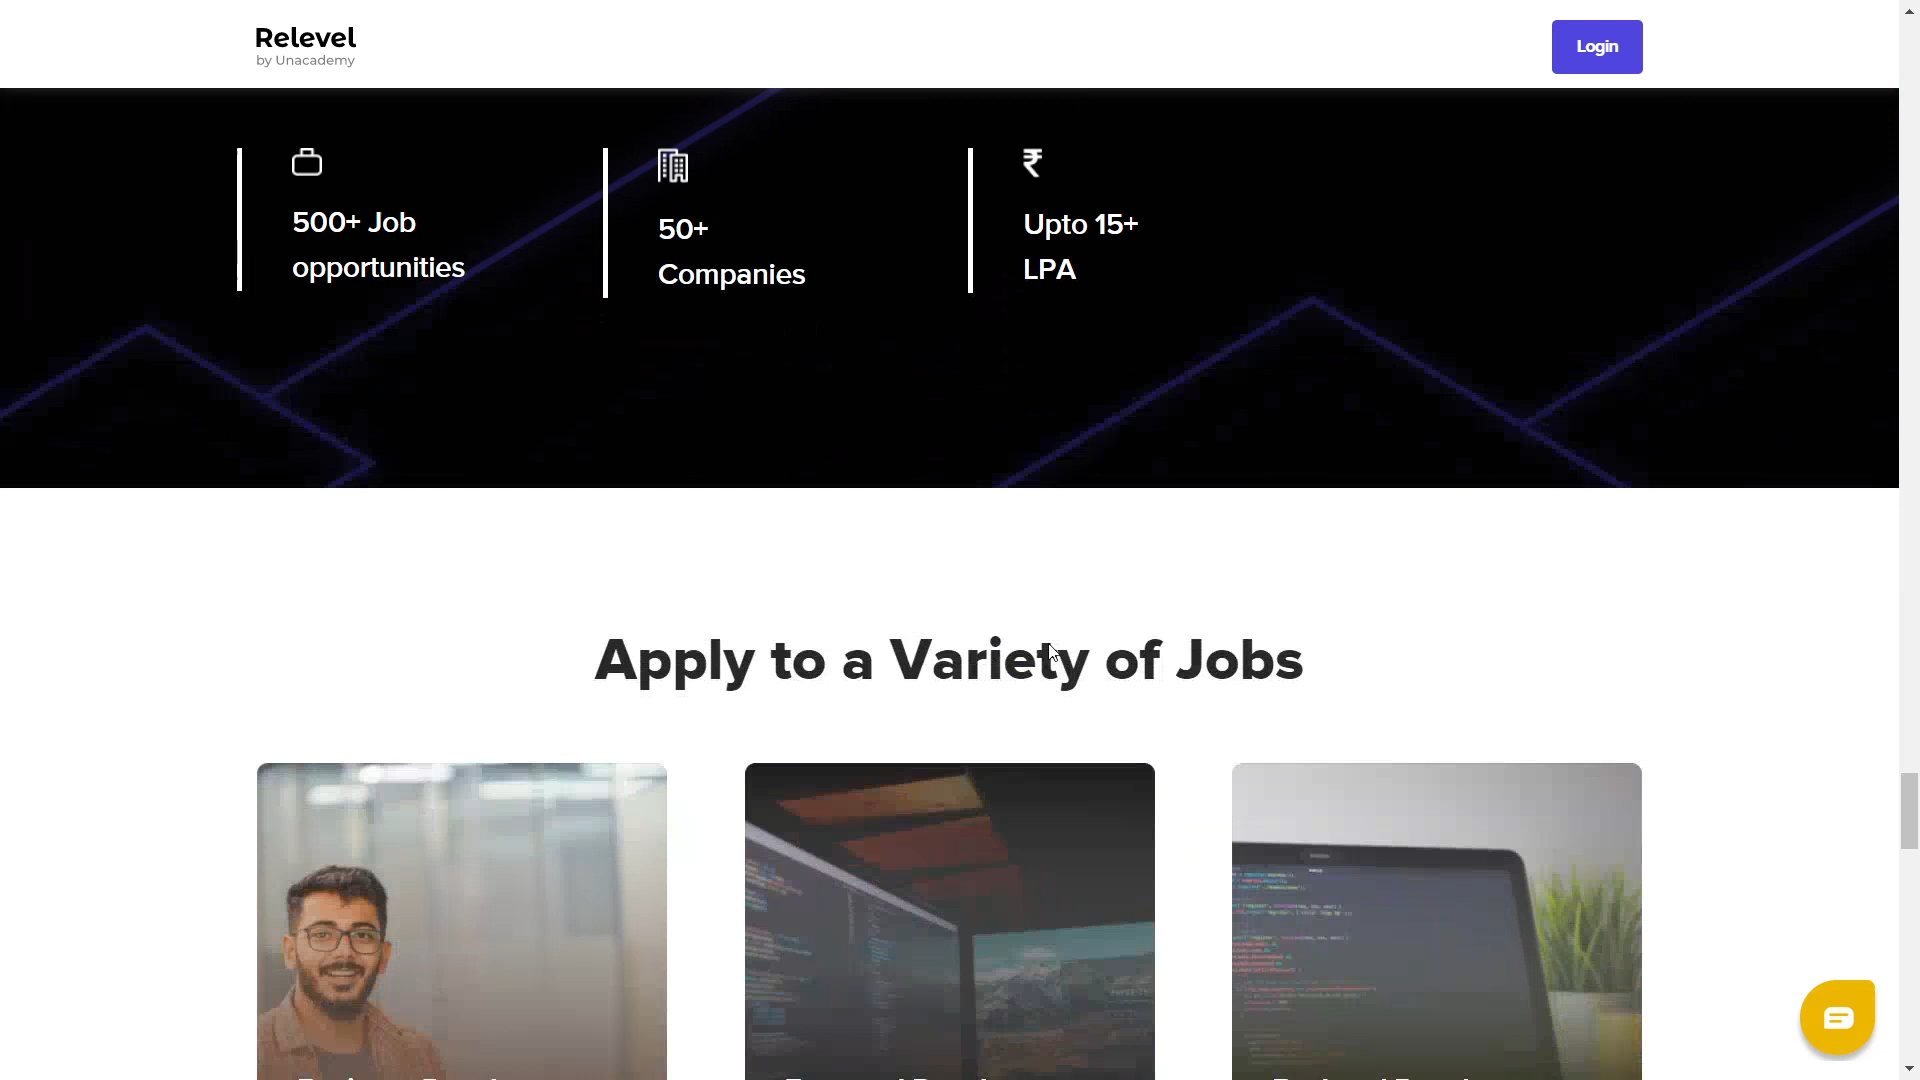 Relevel
by Unacademy
Login
500+ Job
opportunities
50+
Companies
₹
Upto 15+
LPA
Apply to a Variety of Jobs